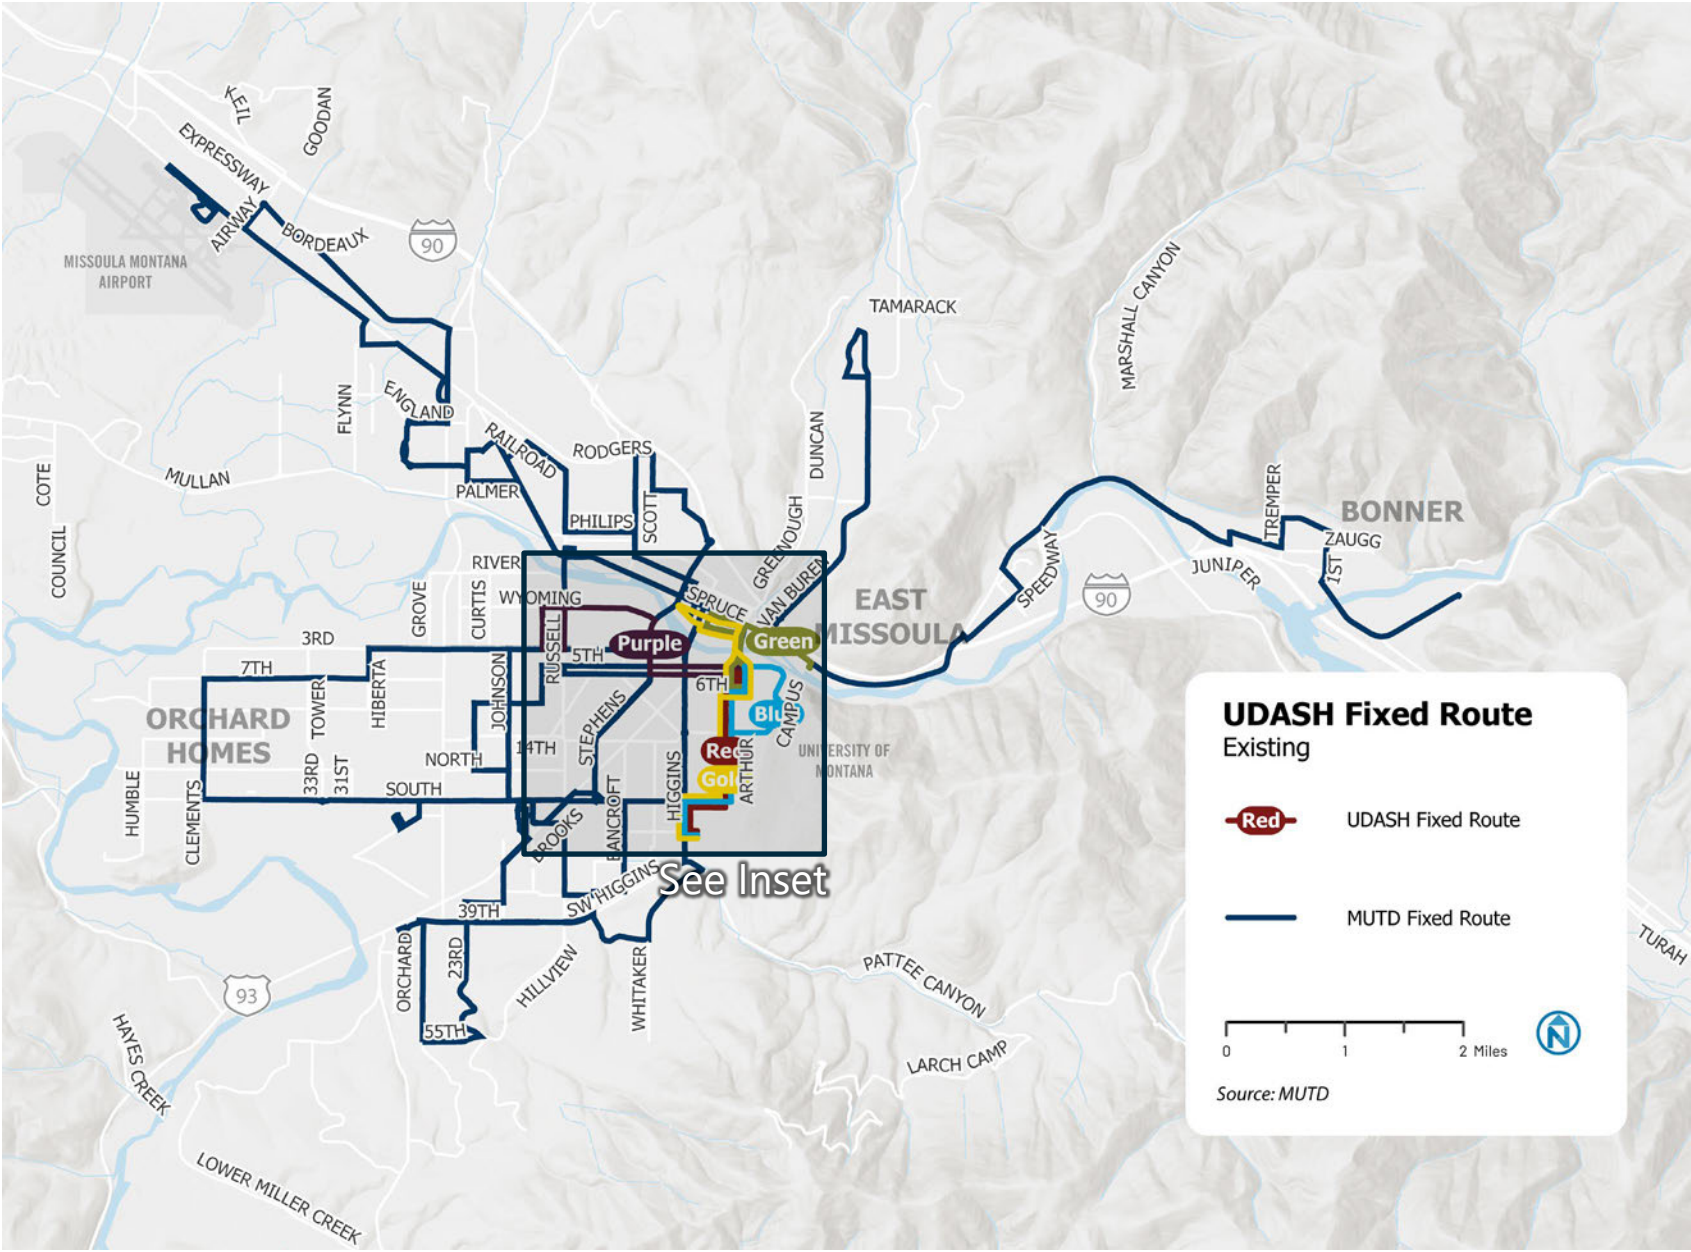 KEIL
GOODAN
EXPRESSWAY
AIRWAY
BORDEAUX
90
MISSOULA MONTANA
AIRPORT
TAMARACK
MARSHALL CANYON
FLYNN
ENGLAND
RAILROAD
RODGERS
DUNCAN
COTE
MULLAN
PALMER
SCOTT
PHILIPS
GREENOUGH
TREMPER
BONNER
ZAUGG
COUNCIL
RIVER
VAN BUREN
SPEEDWAY
JUNIPER
1ST
90
GROVE
CURTIS
WYOMING
SPRUCE
EAST
MISSOULA
3RD
RUSSELL
Purple
Green
5TH
7TH
HIBERTA
JOHNSON
6TH
TOWER
ORCHARD
HOMES
STEPHENS
Blu
CAMPUS
14TH
Red
ARTHUR
UNIVERSITY OF
MONTANA
NORTH
33RD
31ST
SOUTH
Gol
HIGGINS
HUMBLE
CLEMENTS
BROOKS
BANCROFT
See Inset
SW HIGGINS
39TH
ORCHARD
23RD
HILLVIEW
WHITAKER
PATTEE CANYON
93
55TH
HAYES CREEK
LARCH CAMP
LOWER MILLER CREEK
TURAH
UDASH Fixed Route
Existing
Red
UDASH Fixed Route
MUTD Fixed Route
0 1 2 Miles
N
Source: MUTD